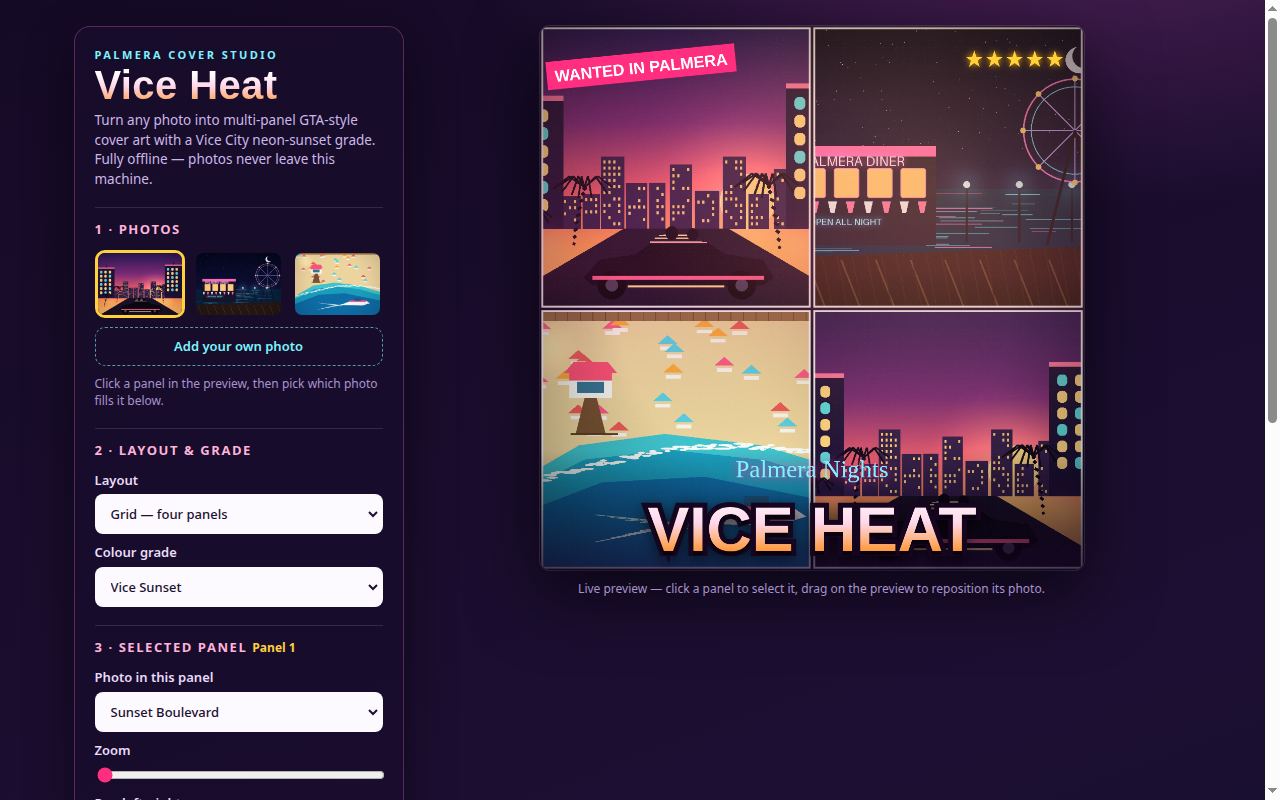 PALMERA COVER STUDIO
Vice Heat
Turn any photo into multi-panel GTA-style
cover art with a Vice City neon-sunset grade.
Fully offline — photos never leave this
machine.
1 · PHOTOS
Add your own photo
Click a panel in the preview, then pick which photo
fills it below.
2 · LAYOUT & GRADE
Layout
Grid — four panels
Colour grade
Vice Sunset
3 · SELECTED PANEL Panel 1
Photo in this panel
Sunset Boulevard
Zoom
WANTED IN PALMERA
ALMERA DINER
PEN ALL NIGHT
Palmera Nights
VICE HEAT
Live preview — click a panel to select it, drag on the preview to reposition its photo.